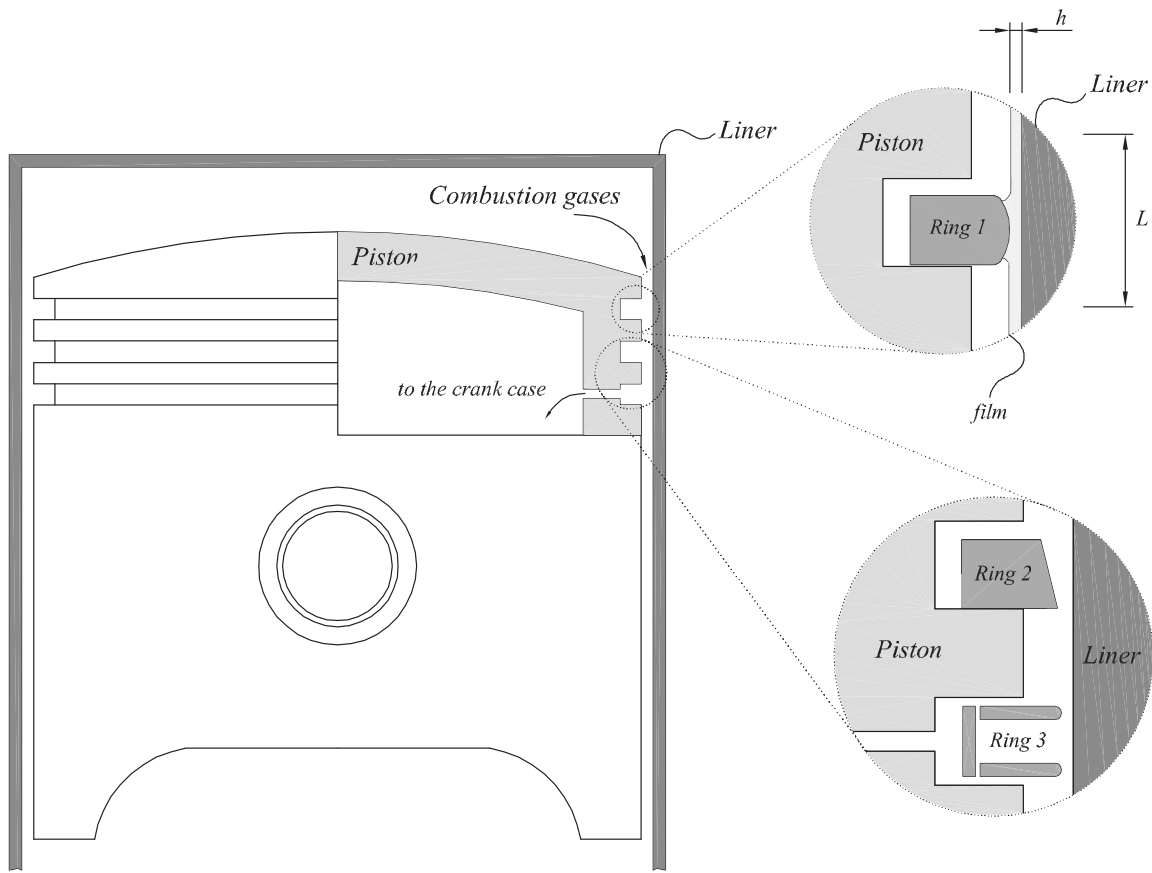 h
Liner
Piston
Liner
Combustion gases
Ring 1
L
Piston
to the crank case
film
Ring 2
Piston
Liner
Ring 3